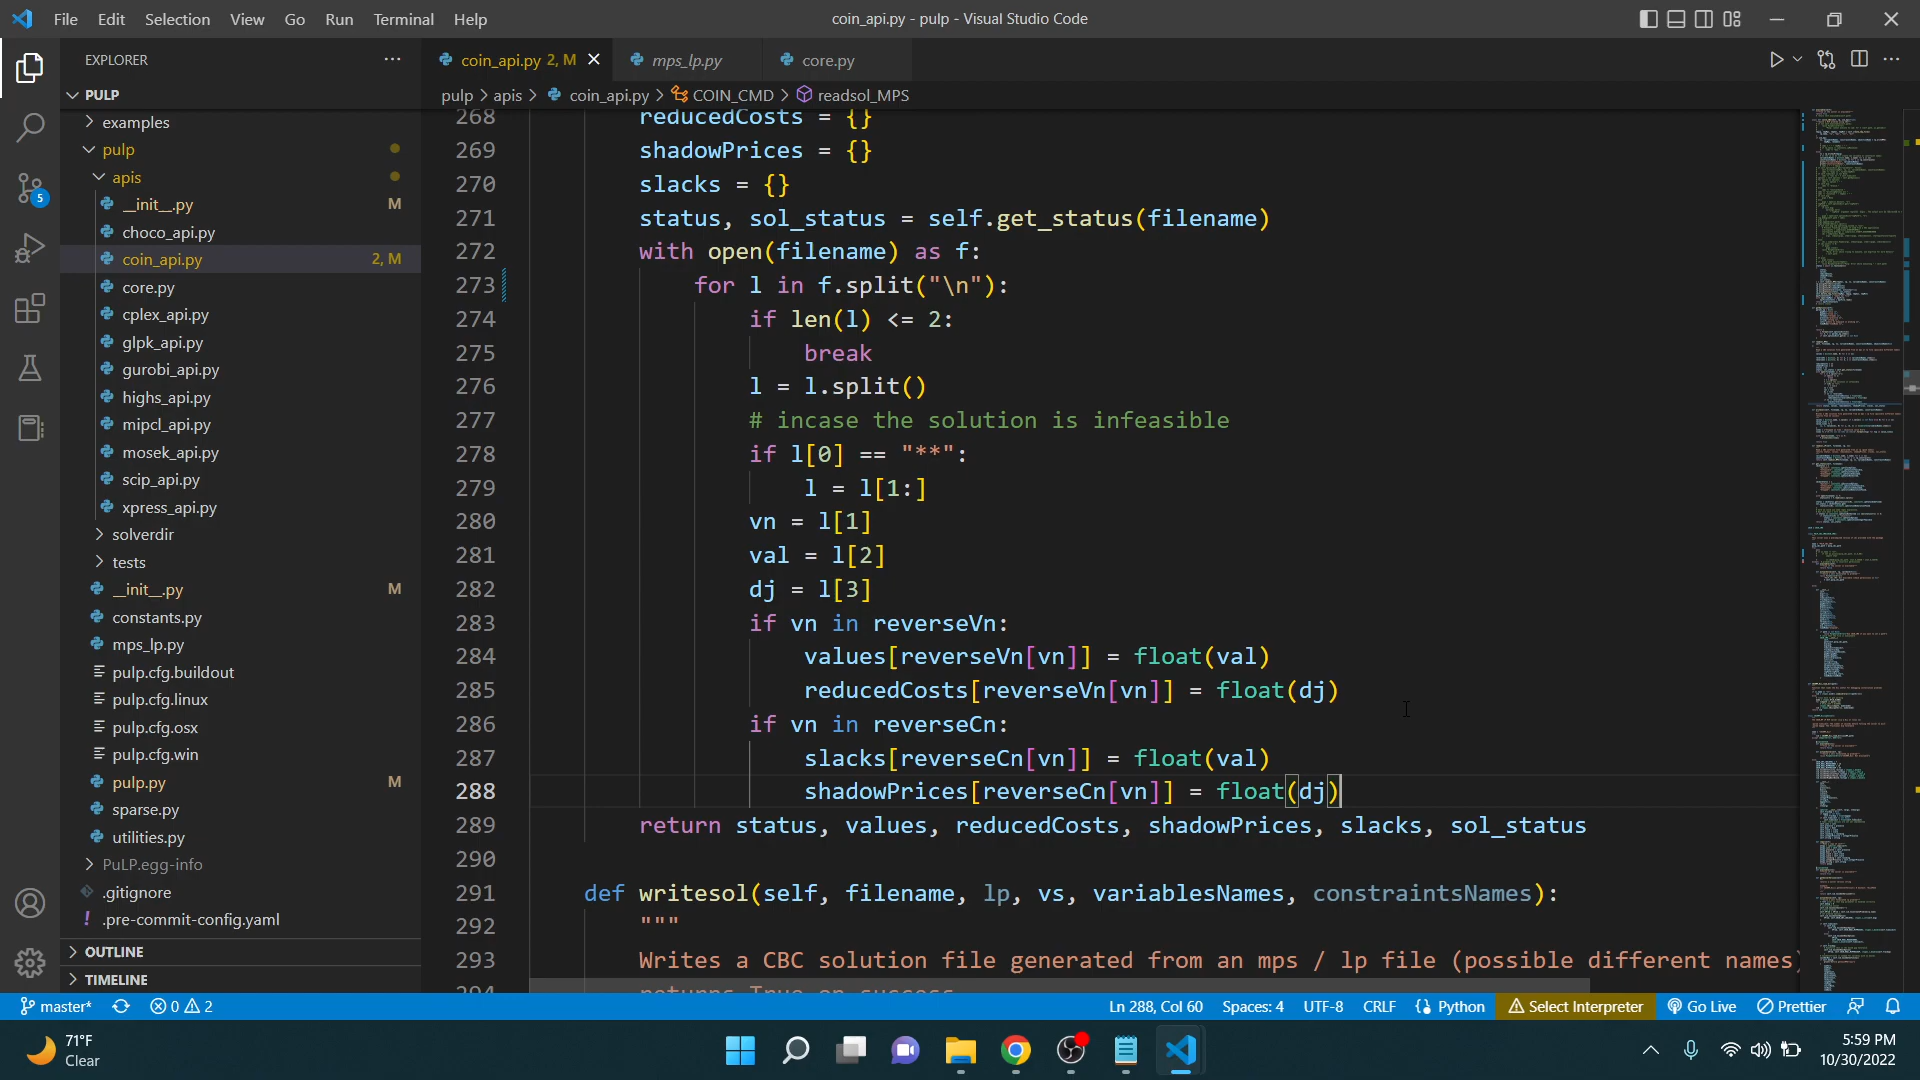 File Edit Selection View Go Run Terminal Help
coin_api.py - pulp - Visual Studio Code
EXPLORER
PULP
examples
pulp
apis
__init__.py M
choco_api.py
coin_api.py 2, M
core.py
cplex_api.py
glpk_api.py
gurobi_api.py
highs_api.py
mipcl_api.py
mosek_api.py
scip_api.py
xpress_api.py
solverdir
tests
__init__.py M
constants.py
mps_lp.py
pulp.cfg.buildout
pulp.cfg.linux
pulp.cfg.osx
pulp.cfg.win
pulp.py M
sparse.py
utilities.py
PuLP.egg-info
.gitignore
.pre-commit-config.yaml
OUTLINE
TIMELINE
5
coin_api.py 2, M
mps_lp.py
core.py
pulp > apis > coin_api.py > COIN_CMD > readsol_MPS
268 reducedCosts = {}
269 shadowPrices = {}
270 slacks = {}
271 status, sol_status = self.get_status(filename)
272 with open(filename) as f:
273 for l in f.split("\n"):
274 if len(l) <= 2:
275 break
276 l = l.split()
277 # incase the solution is infeasible
278 if l[0] == "**":
279 l = l[1:]
280 vn = l[1]
281 val = l[2]
282 dj = l[3]
283 if vn in reverseVn:
284 values[reverseVn[vn]] = float(val)
285 reducedCosts[reverseVn[vn]] = float(dj)
286 if vn in reverseCn:
287 slacks[reverseCn[vn]] = float(val)
288 shadowPrices[reverseCn[vn]] = float(dj)
289 return status, values, reducedCosts, shadowPrices, slacks, sol_status
290
291 def writesol(self, filename, lp, vs, variablesNames, constraintsNames):
292 """
293 Writes a CBC solution file generated from an mps / lp file (possible different names)
294 returns True on success
master* 0 2
Ln 288, Col 60 Spaces: 4 UTF-8 CRLF Python Select Interpreter Go Live Prettier
71°F
Clear
5:59 PM
10/30/2022